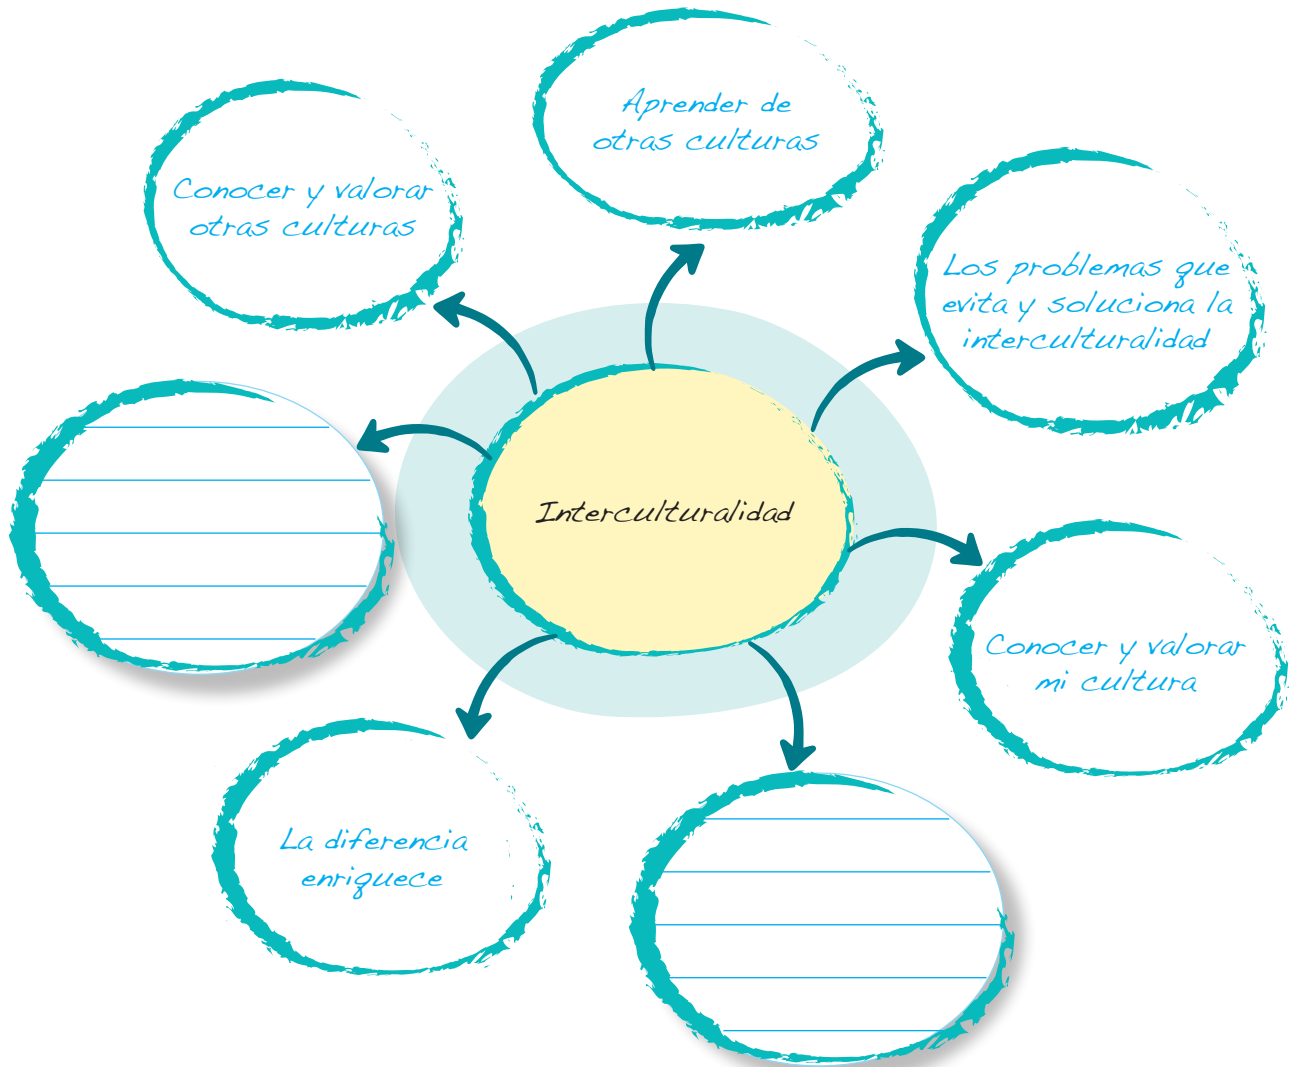 Aprender de
otras culturas
Conocer y valorar
otras culturas
Los problemas que
evita y soluciona la
interculturalidad
Interculturalidad
Conocer y valorar
mi cultura
La diferencia
enriquece